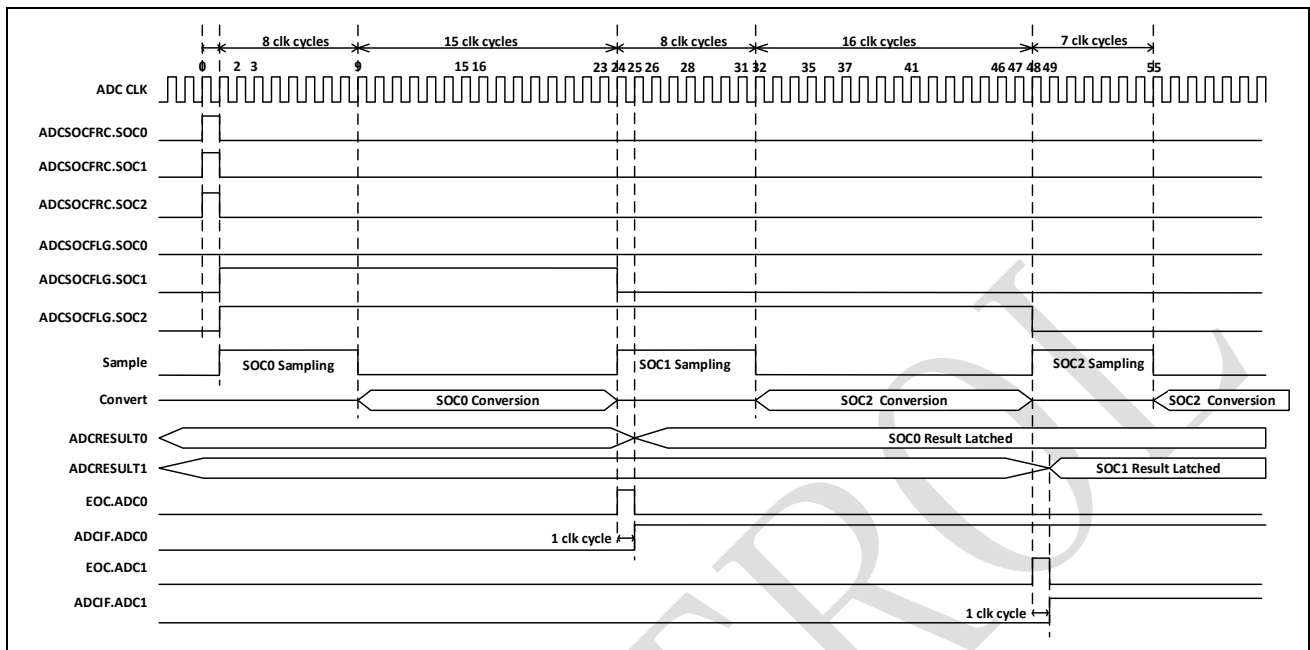 8 clk cycles 15 clk cycles 8 clk cycles 16 clk cycles 7 clk cycles
0 2 3 9 15 16 23 24 25 26 28 31 32 35 37 41 46 47 48 49 55
ADC CLK
ADCSOCFRC.SOC0
ADCSOCFRC.SOC1
ADCSOCFRC.SOC2
ADCSOCFLG.SOC0
ADCSOCFLG.SOC1
ADCSOCFLG.SOC2
Sample SOC0 Sampling SOC1 Sampling SOC2 Sampling
Convert SOC0 Conversion SOC2 Conversion SOC2 Conversion
ADCRESULT0 SOC0 Result Latched
ADCRESULT1 SOC1 Result Latched
EOC.ADC0
ADCIF.ADC0 1 clk cycle
EOC.ADC1
ADCIF.ADC1 1 clk cycle
ROL